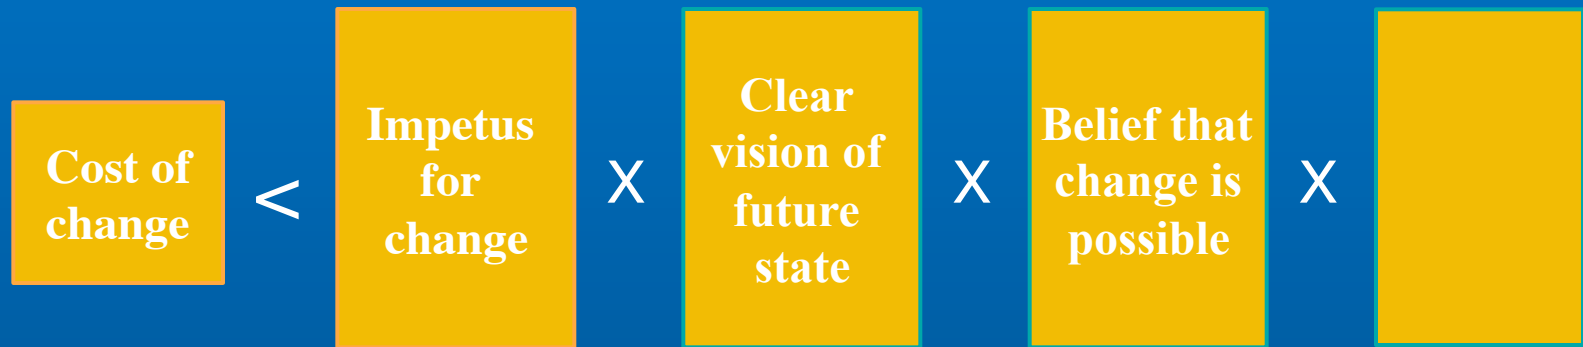 Cost of
change
<
Impetus
for
change
X
Clear
vision of
future
state
X
Belief that
change is
possible
X